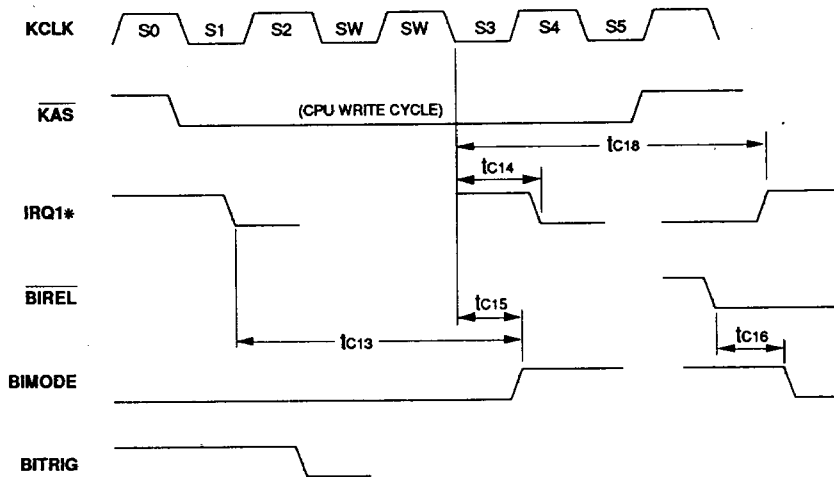 KCLK S0 S1 S2 SW SW S3 S4 S5
KAS (CPU WRITE CYCLE)
tC18
tC14
IRQ1*
BIREL
tC15
tC16
tC13
BIMODE
BITRIG